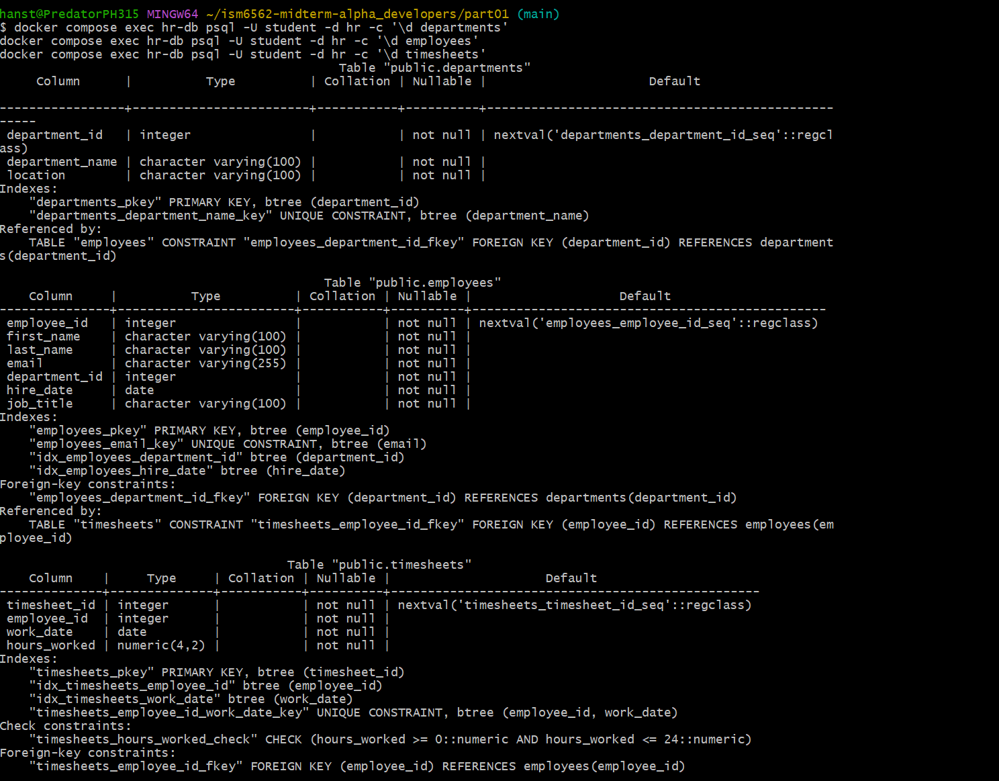 hanst@PredatorPH315 MINGW64 ~/ism6562-midterm-alpha_developers/part01 (main)
$ docker compose exec hr-db psql -U student -d hr -c '\d departments'
docker compose exec hr-db psql -U student -d hr -c '\d employees'
docker compose exec hr-db psql -U student -d hr -c '\d timesheets'
                                              Table "public.departments"
     Column      |          Type          | Collation | Nullable |                      Default                      

-----------------+------------------------+-----------+----------+-----------------------------------------------
-----
 department_id   | integer                |           | not null | nextval('departments_department_id_seq'::regcl
ass)
 department_name | character varying(100) |           | not null |
 location        | character varying(100) |           | not null |
Indexes:
    "departments_pkey" PRIMARY KEY, btree (department_id)
    "departments_department_name_key" UNIQUE CONSTRAINT, btree (department_name)
Referenced by:
    TABLE "employees" CONSTRAINT "employees_department_id_fkey" FOREIGN KEY (department_id) REFERENCES department
s(department_id)

                                            Table "public.employees"
    Column     |          Type          | Collation | Nullable |                    Default
---------------+------------------------+-----------+----------+------------------------------------------------
 employee_id   | integer                |           | not null | nextval('employees_employee_id_seq'::regclass)
 first_name    | character varying(100) |           | not null |
 last_name     | character varying(100) |           | not null |
 email         | character varying(255) |           | not null |
 department_id | integer                |           | not null |
 hire_date     | date                   |           | not null |
 job_title     | character varying(100) |           | not null |
Indexes:
    "employees_pkey" PRIMARY KEY, btree (employee_id)
    "employees_email_key" UNIQUE CONSTRAINT, btree (email)
    "idx_employees_department_id" btree (department_id)
    "idx_employees_hire_date" btree (hire_date)
Foreign-key constraints:
    "employees_department_id_fkey" FOREIGN KEY (department_id) REFERENCES departments(department_id)
Referenced by:
    TABLE "timesheets" CONSTRAINT "timesheets_employee_id_fkey" FOREIGN KEY (employee_id) REFERENCES employees(em
ployee_id)

                                       Table "public.timesheets"
    Column    |     Type     | Collation | Nullable |                     Default
--------------+--------------+-----------+----------+--------------------------------------------------
 timesheet_id | integer      |           | not null | nextval('timesheets_timesheet_id_seq'::regclass)
 employee_id  | integer      |           | not null |
 work_date    | date         |           | not null |
 hours_worked | numeric(4,2) |           | not null |
Indexes:
    "timesheets_pkey" PRIMARY KEY, btree (timesheet_id)
    "idx_timesheets_employee_id" btree (employee_id)
    "idx_timesheets_work_date" btree (work_date)
    "timesheets_employee_id_work_date_key" UNIQUE CONSTRAINT, btree (employee_id, work_date)
Check constraints:
    "timesheets_hours_worked_check" CHECK (hours_worked >= 0::numeric AND hours_worked <= 24::numeric)
Foreign-key constraints:
    "timesheets_employee_id_fkey" FOREIGN KEY (employee_id) REFERENCES employees(employee_id)